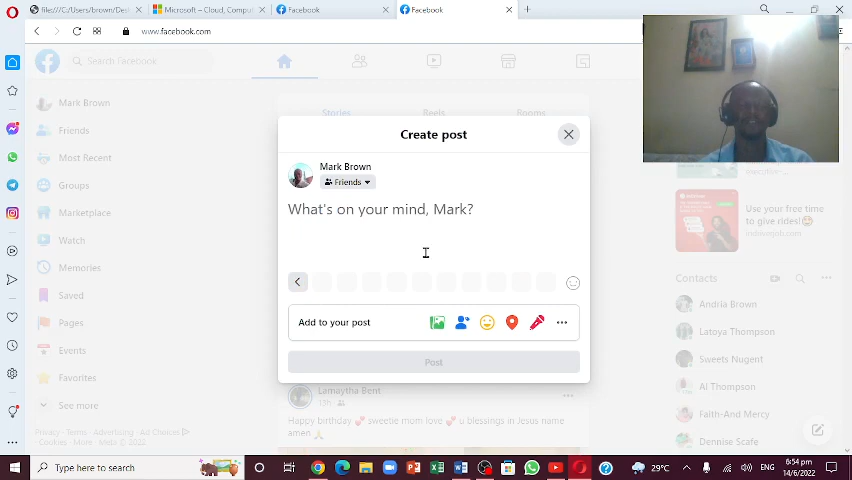 file:///C:/Users/brown/Des
Microsoft – Cloud, Comput
Facebook
Facebook
www.facebook.com
Search Facebook
Mark Brown
Friends
Most Recent
Groups
Marketplace
Watch
Memories
Saved
Pages
Events
Favorites
See more
Privacy · Terms · Advertising · Ad Choices
Cookies · More · Meta © 2022
Stories
Reels
Rooms
Create post
Mark Brown
Friends
What's on your mind, Mark?
Add to your post
Post
Lamaytha Bent
13h
Happy birthday 💕 sweetie mom love 💕 u blessings in Jesus name
amen 🙏
Use your free time
to give rides!🤩
indriverjob.com
Contacts
Andria Brown
Latoya Thompson
Sweets Nugent
Al Thompson
Faith-And Mercy
Dennise Scafe
Type here to search
29°C
ENG
6:54 pm
14/6/2022